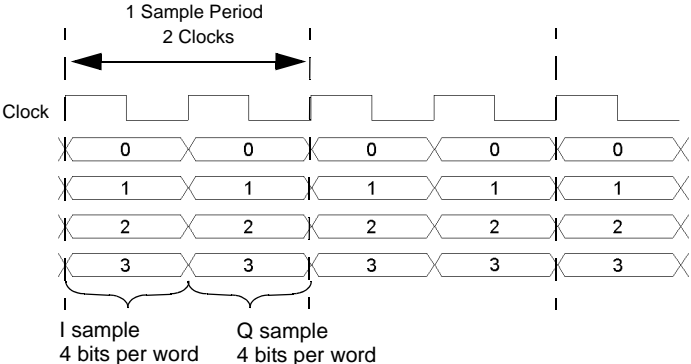 1 Sample Period
2 Clocks
Clock
0 0 0 0 0
1 1 1 1 1
2 2 2 2 2
3 3 3 3 3
I sample
4 bits per word
Q sample
4 bits per word